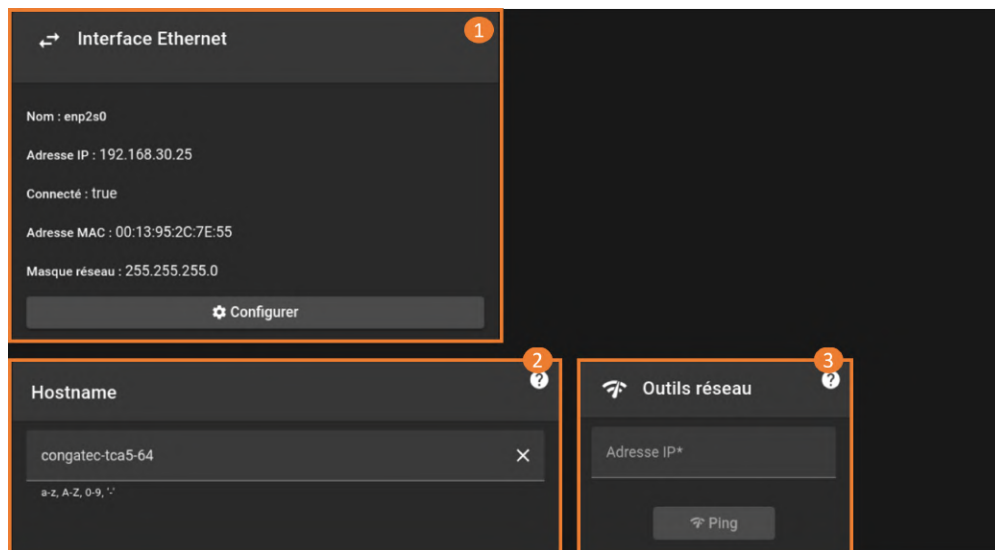 Interface Ethernet
1
Nom : enp2s0
Adresse IP : 192.168.30.25
Connecté : true
Adresse MAC : 00:13:95:2C:7E:55
Masque réseau : 255.255.255.0
Configurer
2
?
Hostname
congatec-tca5-64
a-z, A-Z, 0-9, '-'
3
?
Outils réseau
Adresse IP*
Ping